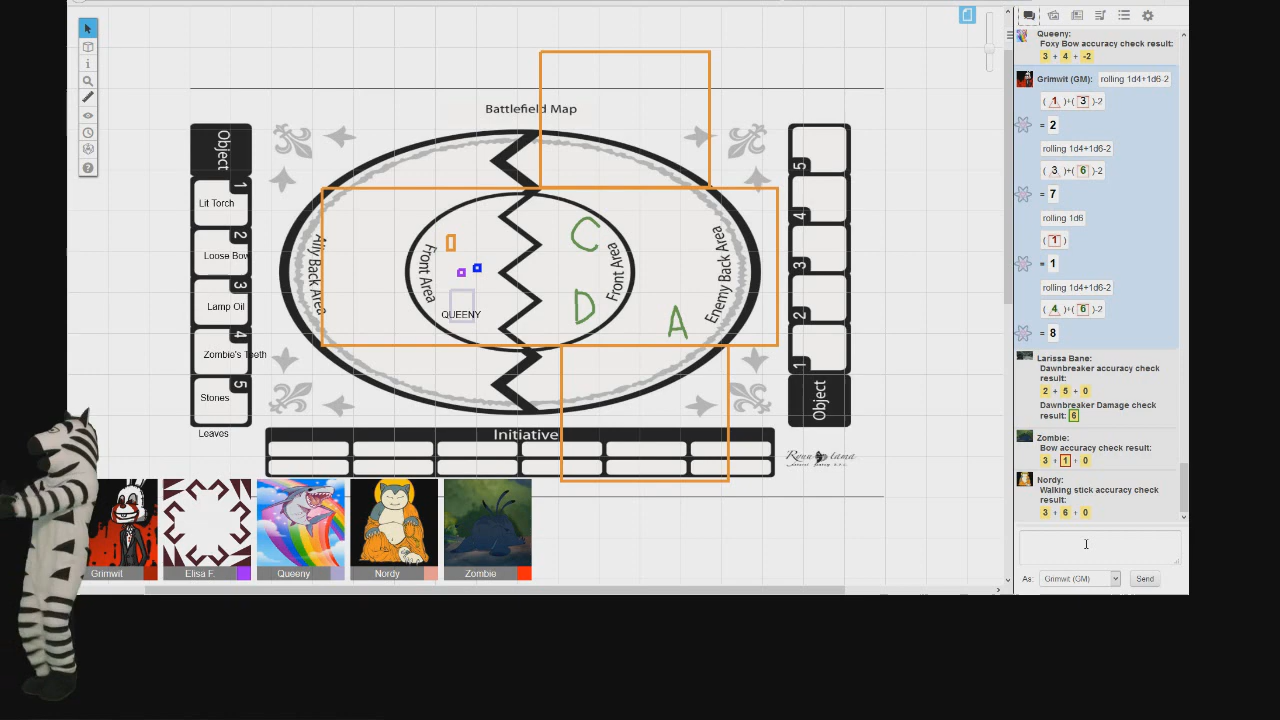 Battlefield Map
Object
1
Lit Torch
2
Loose Bow
3
Lamp Oil
4
Zombie's Teeth
5
Stones
Leaves
Ally Back Area
Front Area
QUEENY
C
D
Front Area
A
Enemy Back Area
5
4
3
2
1
Object
Initiative
Grimwit
Elisa F.
Queeny
Nordy
Zombie
Queeny:
Foxy Bow accuracy check
result:
3 + 4 + -2
Grimwit (GM): rolling 1d4+1d6-2
( 1 )+( 3 )-2
= 2
rolling 1d4+1d6-2
( 3 )+( 6 )-2
= 7
rolling 1d6
( 1 )
= 1
rolling 1d4+1d6-2
( 4 )+( 6 )-2
= 8
Larissa Bane:
Dawnbreaker accuracy check
result:
2 + 5 + 0
Dawnbreaker Damage check
result: 6
Zombie:
Bow accuracy check result:
3 + 1 + 0
Nordy:
Walking stick accuracy check
result:
3 + 6 + 0
As: Grimwit (GM) Send